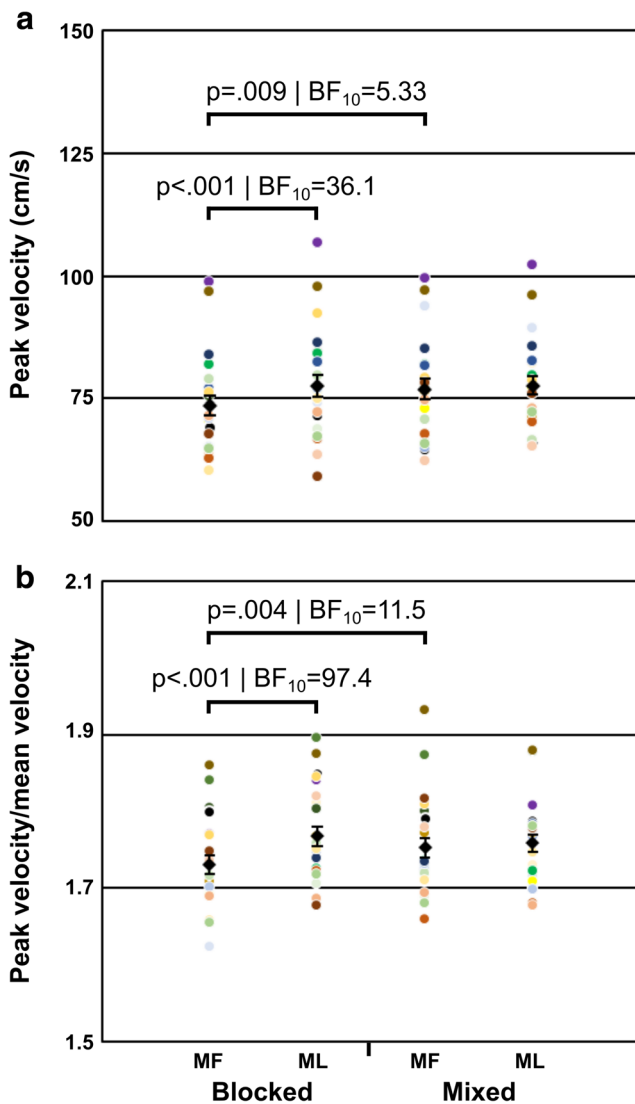 a
150
p=.009 | BF₁₀=5.33
125
p<.001 | BF₁₀=36.1
100
75
50
Peak velocity (cm/s)
b
2.1
p=.004 | BF₁₀=11.5
p<.001 | BF₁₀=97.4
1.9
1.7
1.5
Peak velocity/mean velocity
MF ML MF ML
Blocked Mixed